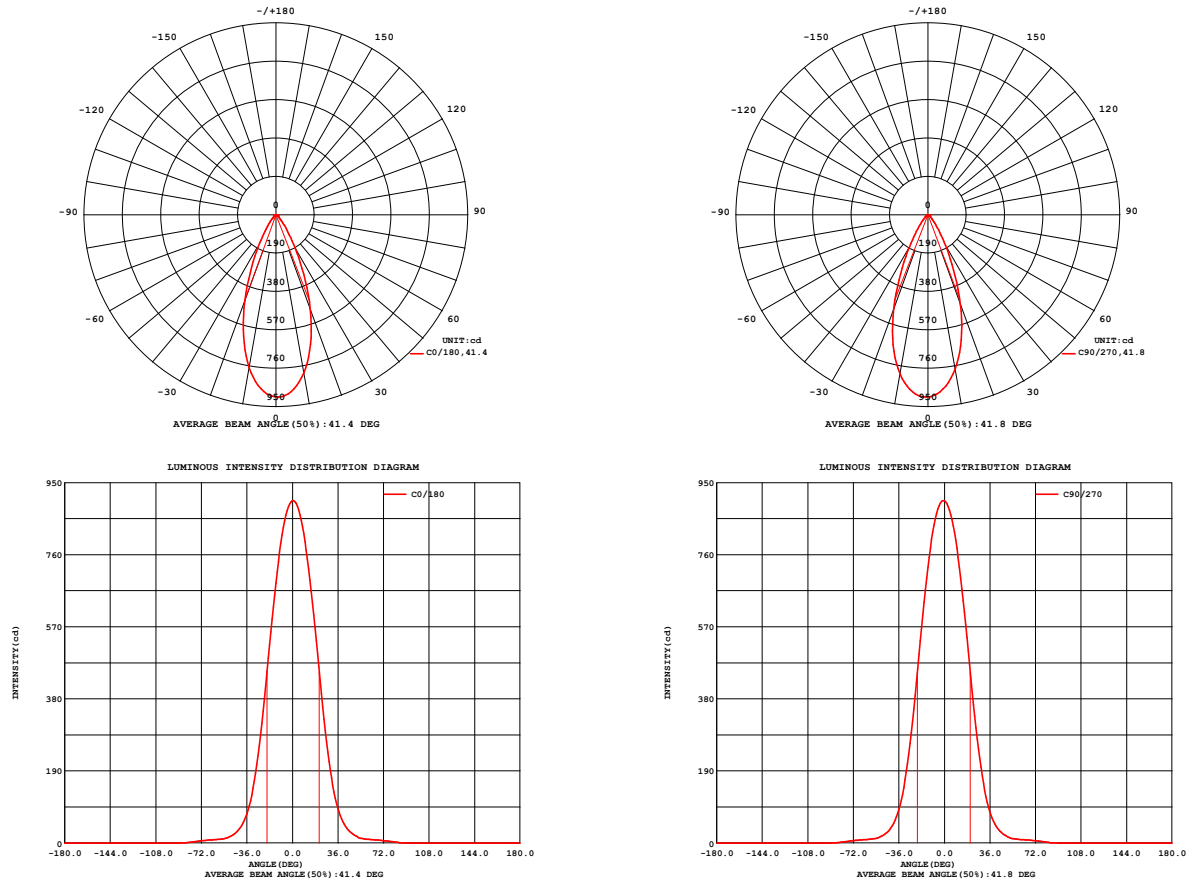 -/+180
-150 150
-120 120
-90 90
-60 60
-30 30
0
190
380
570
760
950
0
UNIT:cd
C0/180,41.4
AVERAGE BEAM ANGLE(50%):41.4 DEG
-/+180
-150 150
-120 120
-90 90
-60 60
-30 30
0
190
380
570
760
950
0
UNIT:cd
C90/270,41.8
AVERAGE BEAM ANGLE(50%):41.8 DEG
LUMINOUS INTENSITY DISTRIBUTION DIAGRAM
C0/180
950
760
570
380
190
0
INTENSITY(cd)
-180.0 -144.0 -108.0 -72.0 -36.0 0.0 36.0 72.0 108.0 144.0 180.0
ANGLE(DEG)
AVERAGE BEAM ANGLE(50%):41.4 DEG
LUMINOUS INTENSITY DISTRIBUTION DIAGRAM
C90/270
950
760
570
380
190
0
INTENSITY(cd)
-180.0 -144.0 -108.0 -72.0 -36.0 0.0 36.0 72.0 108.0 144.0 180.0
ANGLE(DEG)
AVERAGE BEAM ANGLE(50%):41.8 DEG